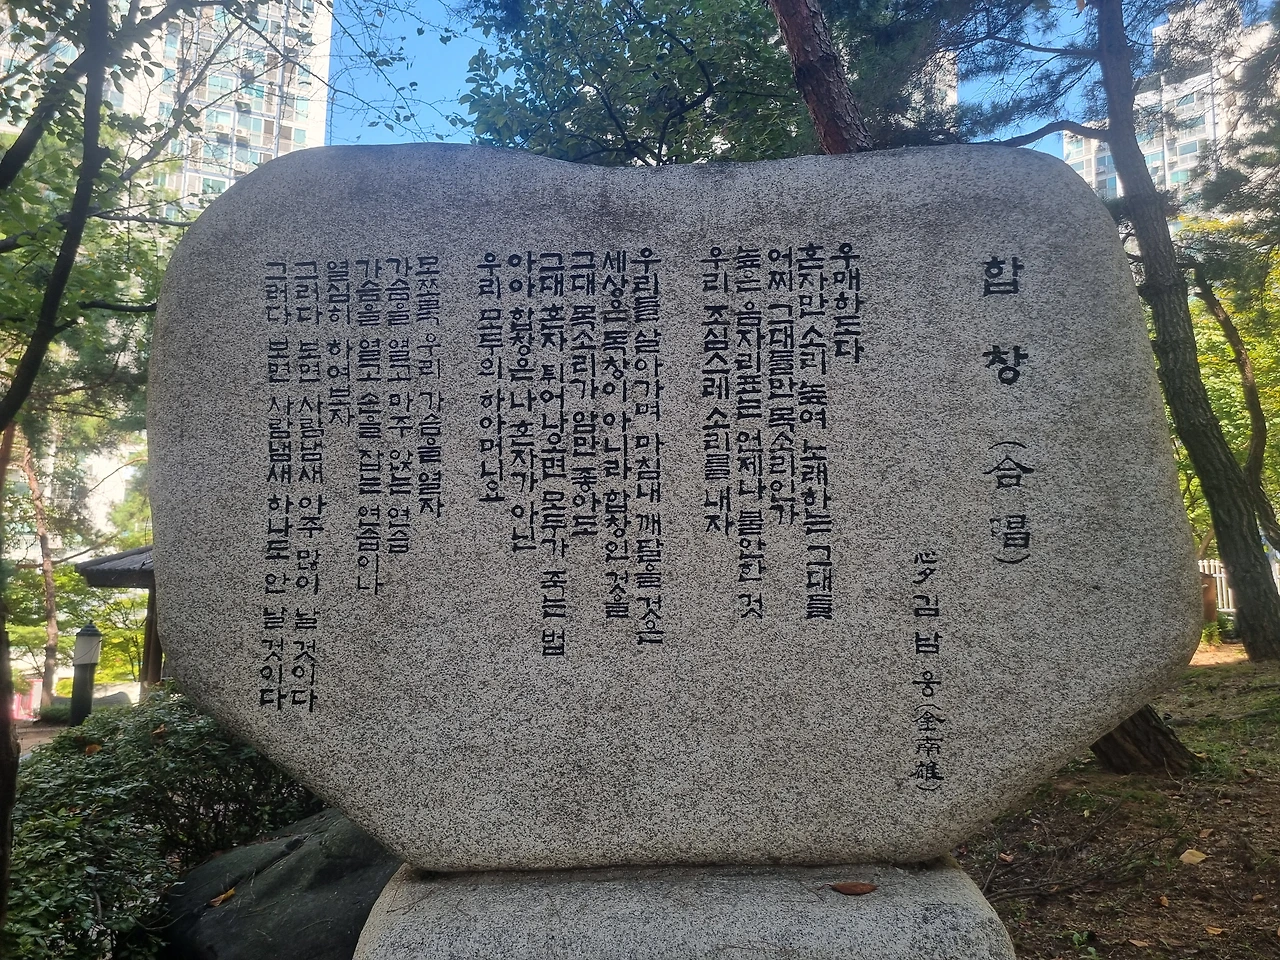 합창 (合唱)
心夕 김남웅 (金南雄)
우매하도다
혼자만 소리 높여 노래하는 그대들
어찌 그대들만 목소리인가
높은 음자리표는 언제나 불안한 것
우리 조심스레 소리를 내자
우리들 살아가며 마침내 깨달을 것은
세상은 독창이 아니라 합창인 것을
그대 목소리가 암만 좋아도
그대 혼자 튀어나오면 모두가 죽는 법
아아 합창은 나 혼자가 아닌
우리 모두의 하아머니요
모쪼록 우리 가슴을 열자
가슴을 열고 마주 앉는 연습
가슴을 열고 손을 잡는 연습이나
열심히 하여보자
그러다 보면 사람냄새 아주 많이 날 것이다
그러다 보면 사람냄새 하나도 안 날 것이다